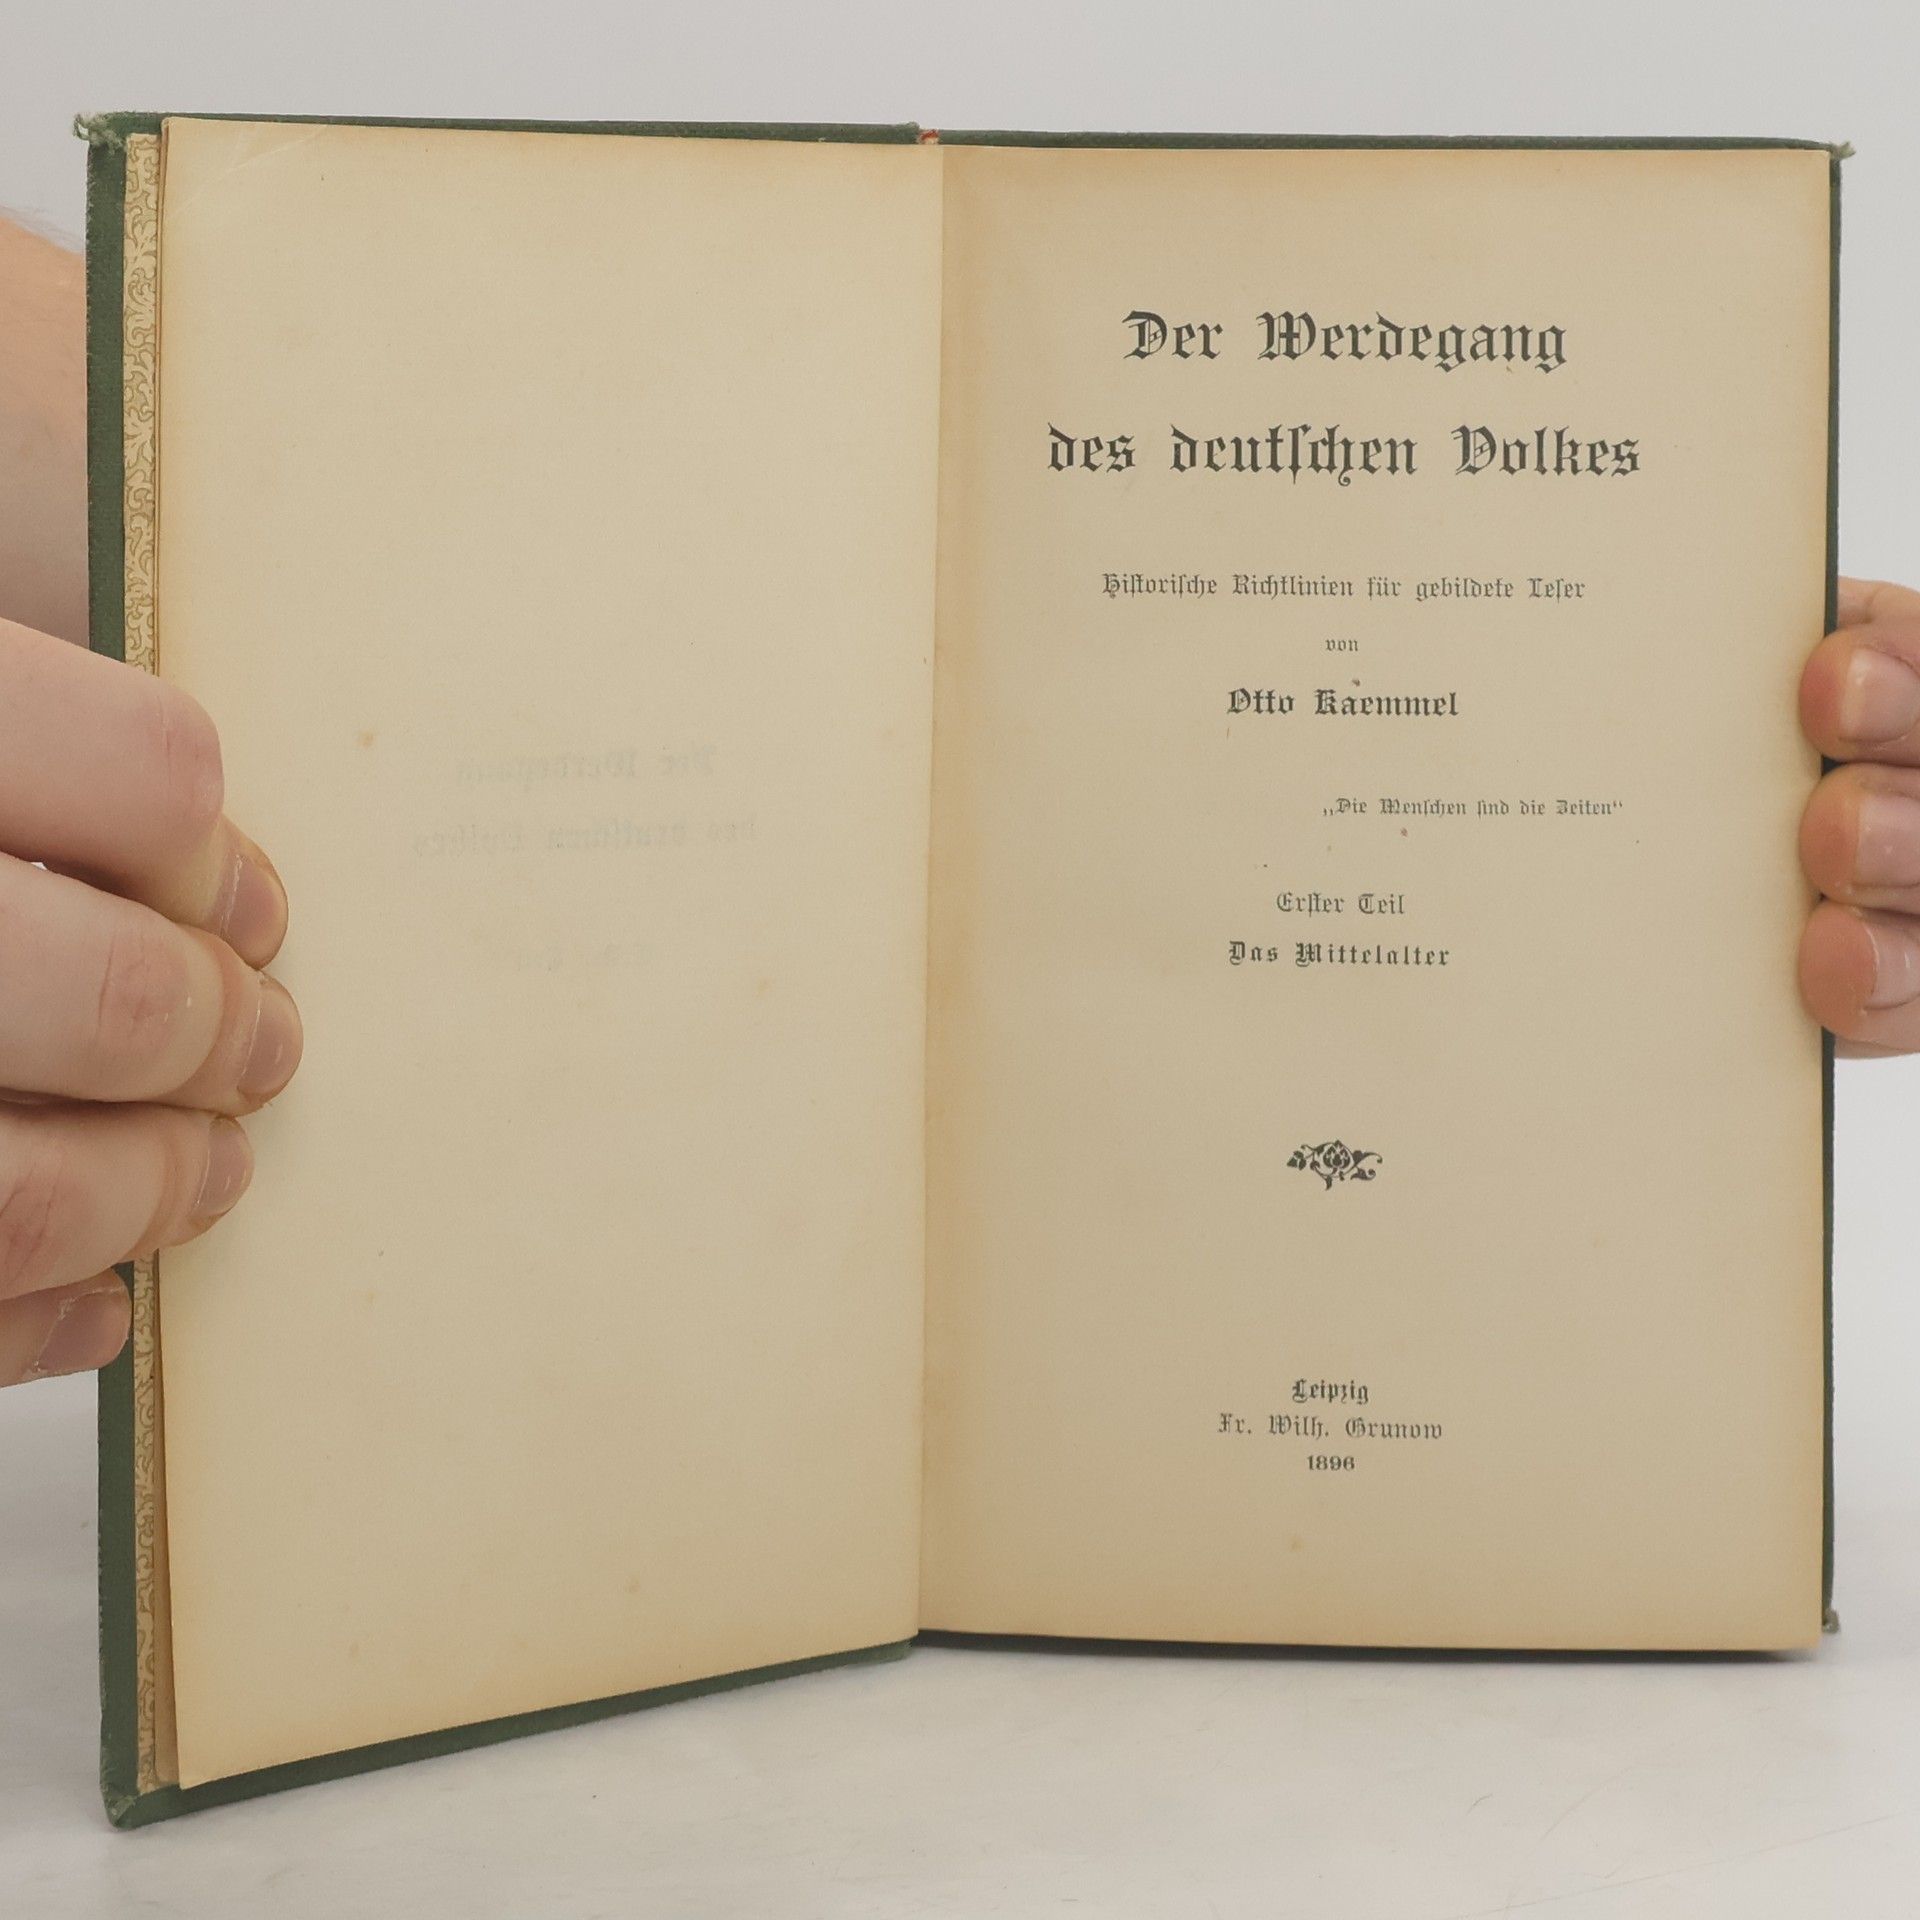 Der Werdegang
des deutſchen Volkes
Hiſtoriſche Richtlinien für gebildete Leſer
von
Otto Kaemmel
„Die Menſchen ſind die Zeiten“
Erſter Teil
Das Mittelalter
Leipzig
Fr. Wilh. Grunow
1896